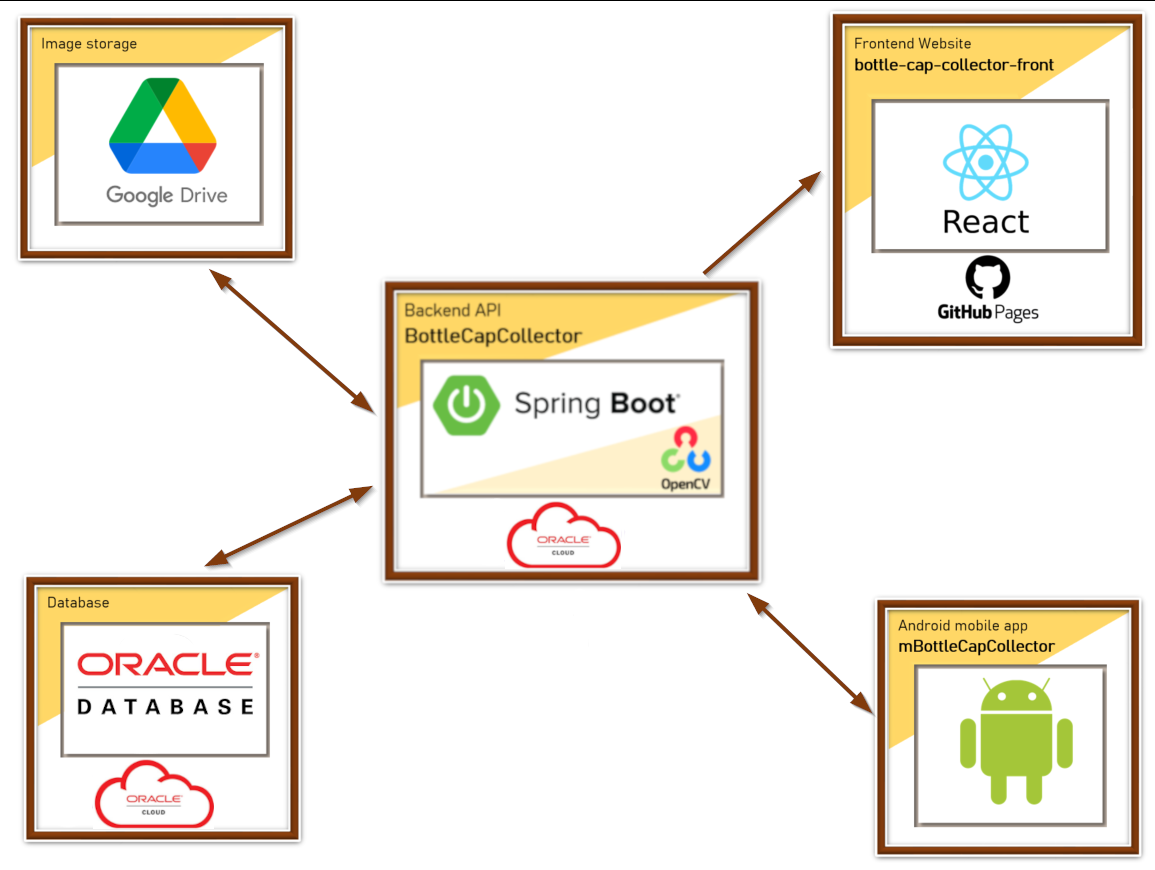 Image storage
Google Drive
Frontend Website
bottle-cap-collector-front
React
GitHub Pages
Backend API
BottleCapCollector
Spring Boot®
OpenCV
ORACLE®
CLOUD
Database
ORACLE®
DATABASE
ORACLE®
CLOUD
Android mobile app
mBottleCapCollector